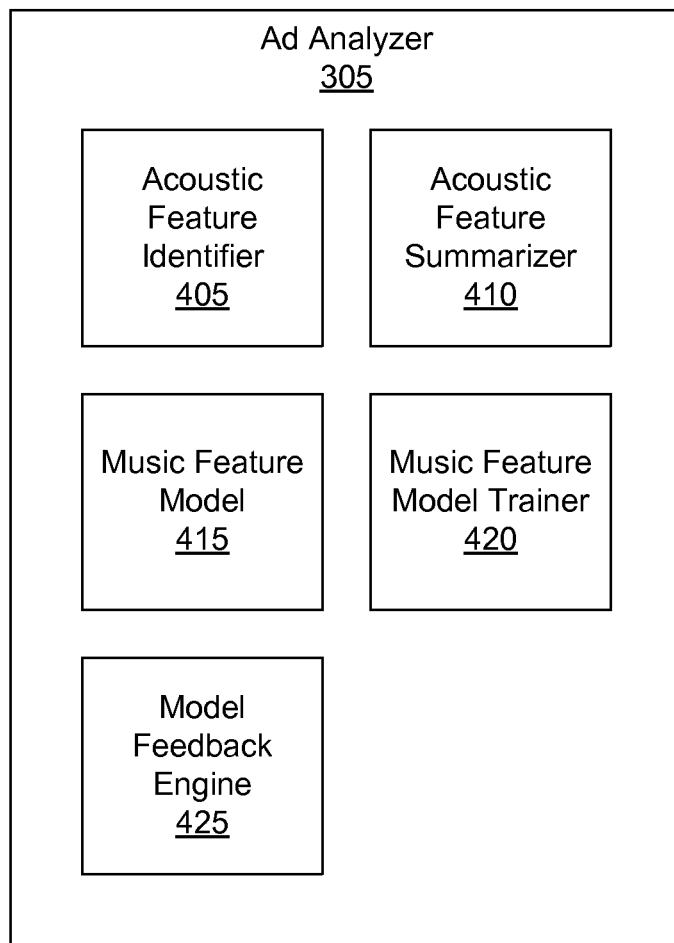 Ad Analyzer
305
Acoustic
Feature
Identifier
405
Acoustic
Feature
Summarizer
410
Music Feature
Model
415
Music Feature
Model Trainer
420
Model
Feedback
Engine
425